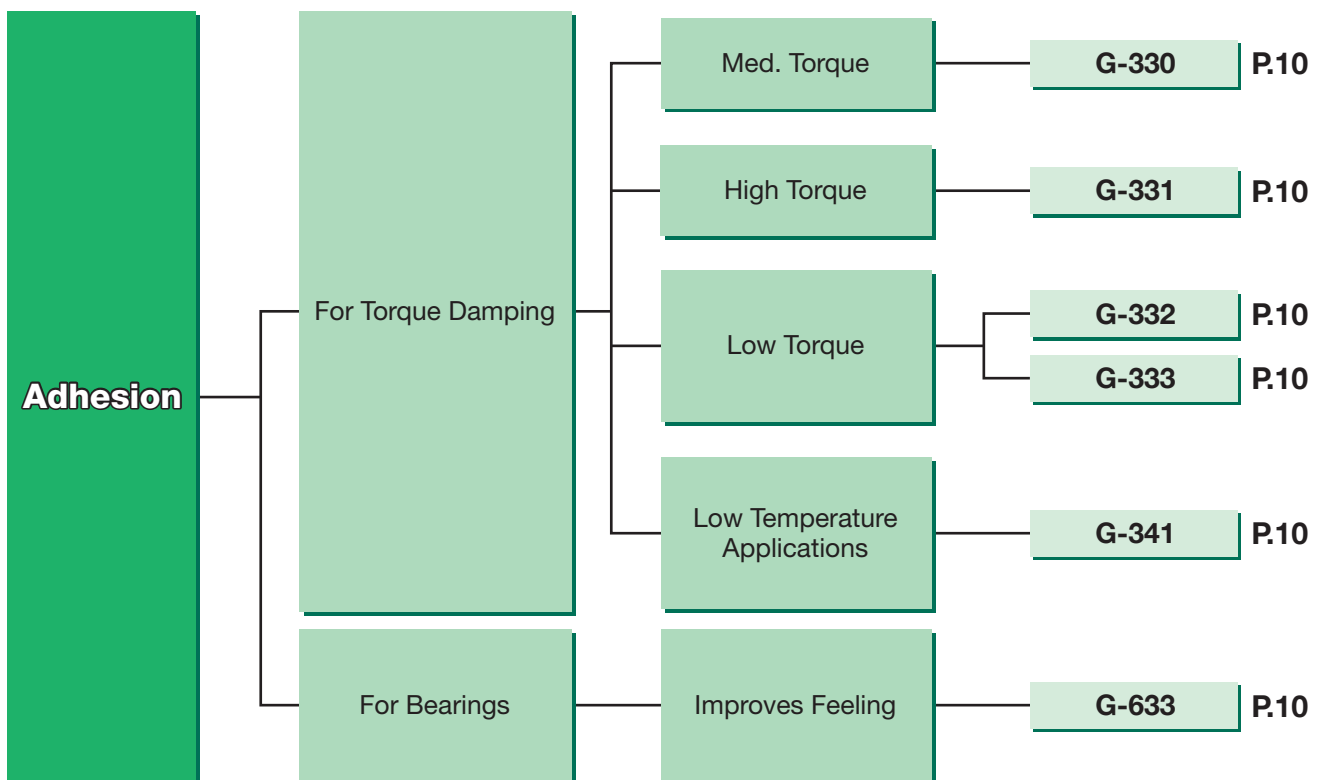 Adhesion
For Torque Damping
Med. Torque
G-330
P.10
High Torque
G-331
P.10
Low Torque
G-332
P.10
G-333
P.10
Low Temperature
Applications
G-341
P.10
For Bearings
Improves Feeling
G-633
P.10